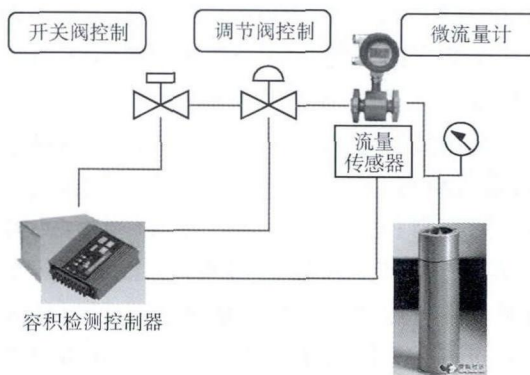 开关阀控制
调节阀控制
微流量计
流量
传感器
容积检测控制器